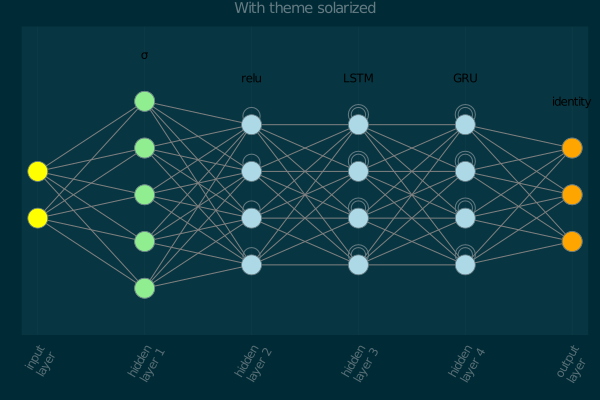 With theme solarized
σ
relu
LSTM
GRU
identity
input
layer
hidden
layer 1
hidden
layer 2
hidden
layer 3
hidden
layer 4
output
layer